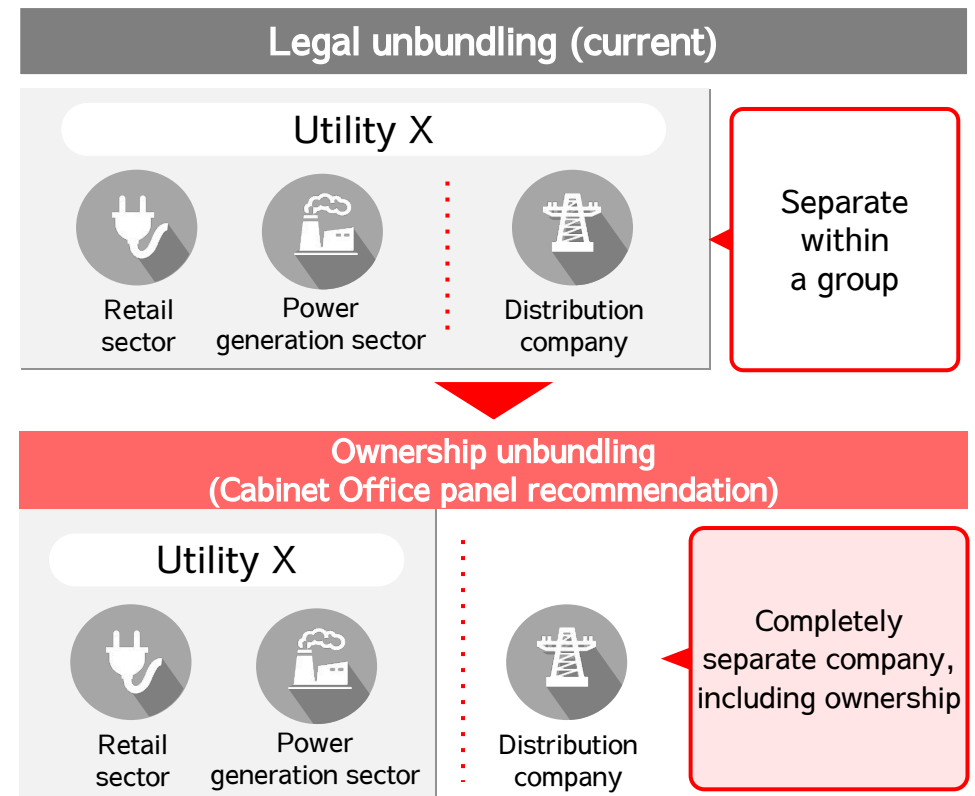 Legal unbundling (current)
Utility X
Retail
sector
Power
generation sector
Distribution
company
Separate
within
a group
Ownership unbundling
(Cabinet Office panel recommendation)
Utility X
Retail
sector
Power
generation sector
Distribution
company
Completely
separate company,
including ownership